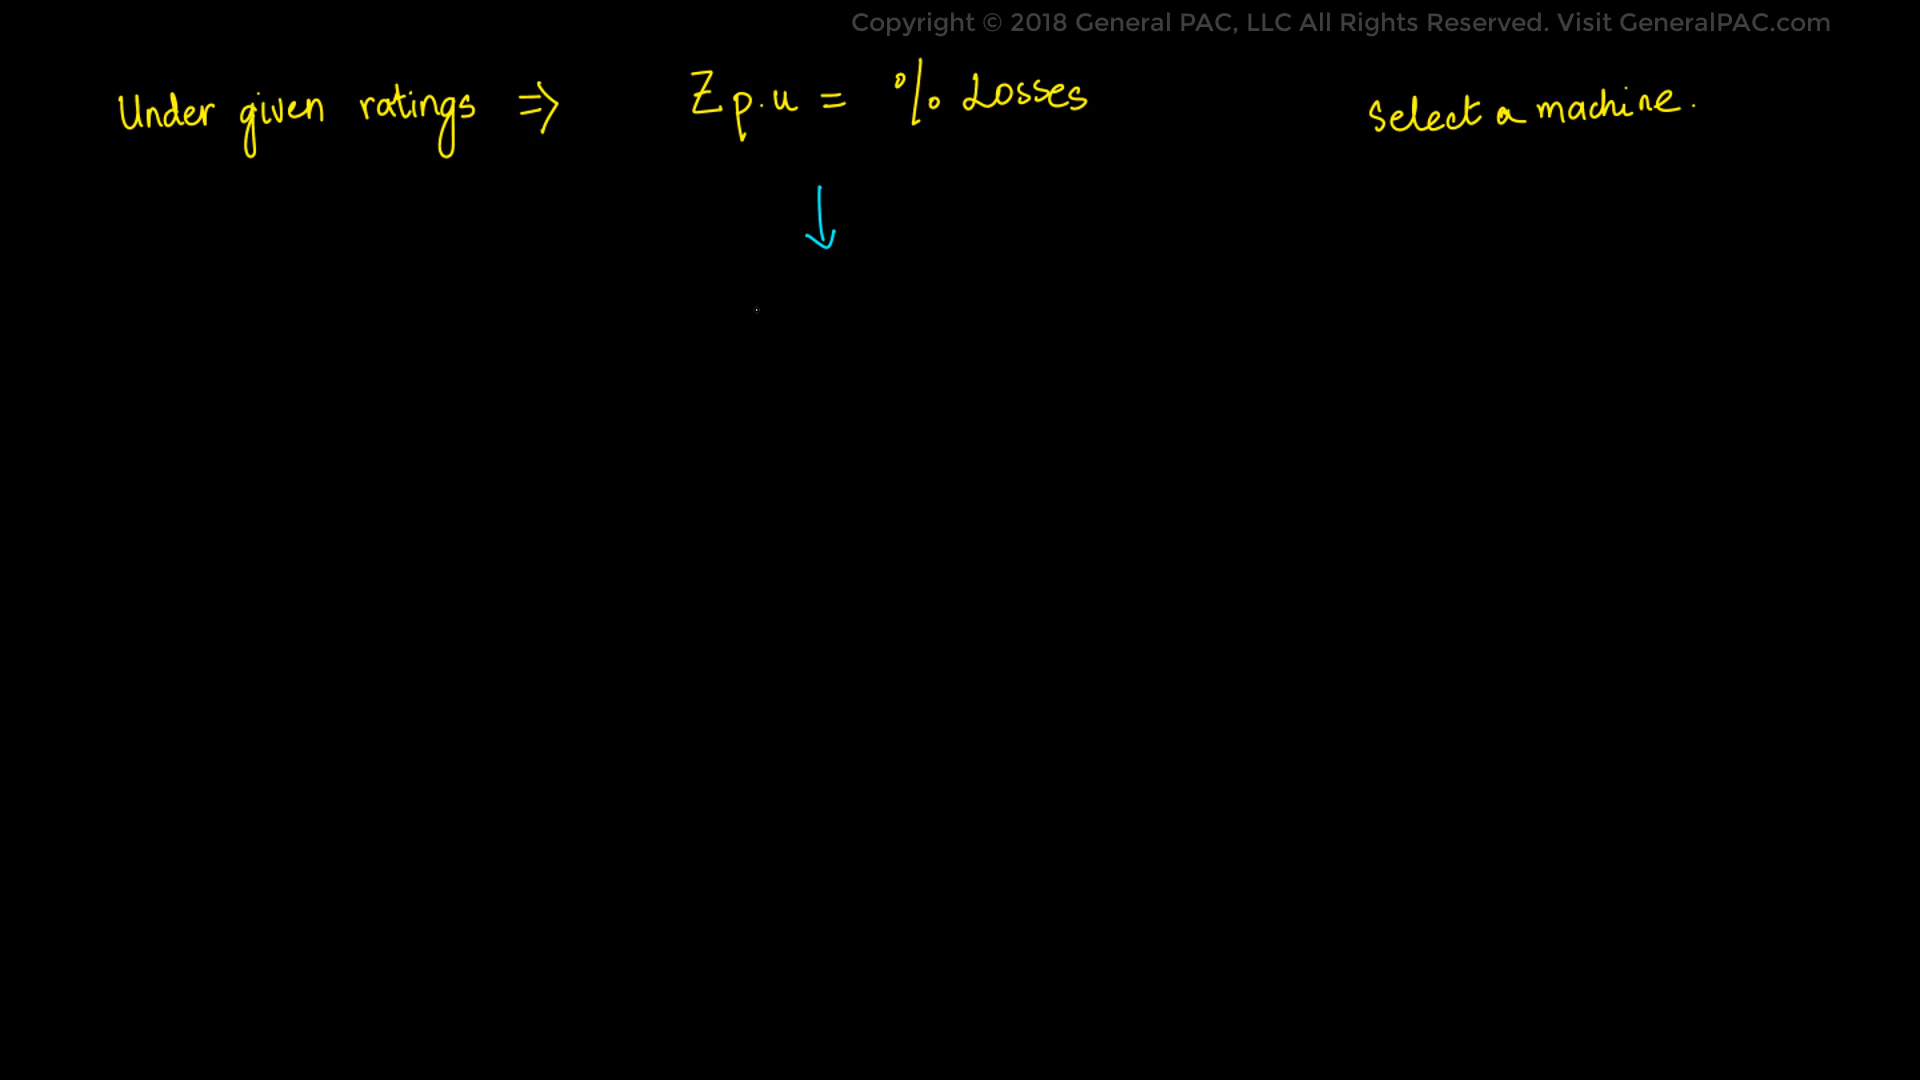 Copyright © 2018 General PAC, LLC All Rights Reserved. Visit GeneralPAC.com
Under given ratings ⇒ Z p.u = % Losses
Select a machine.